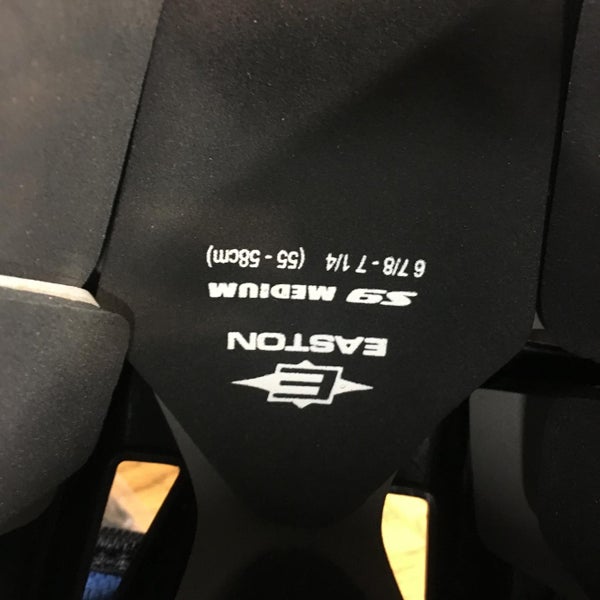 E
EASTON
S9 MEDIUM
6 7/8 - 7 1/4 (55 - 58cm)